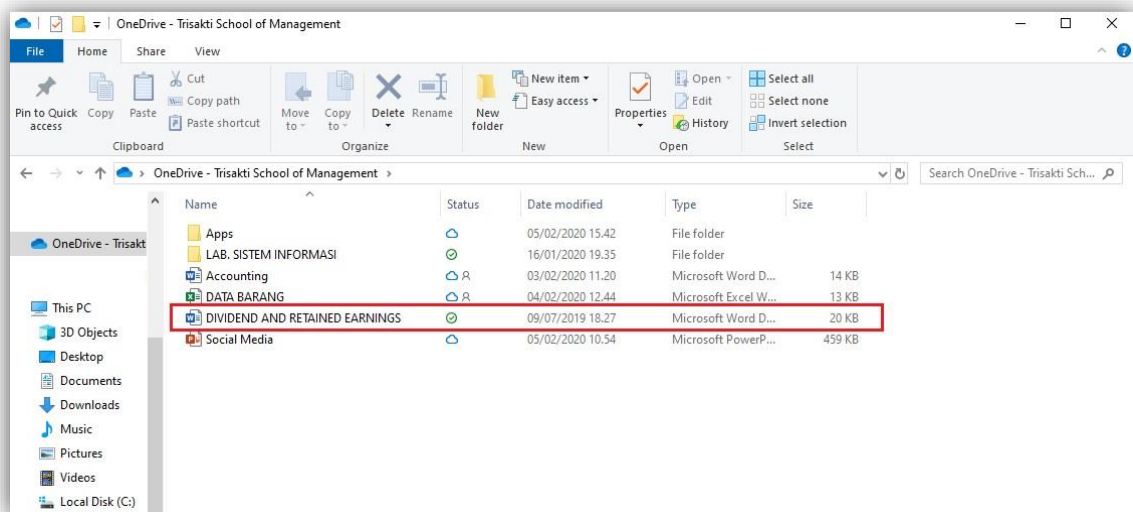 OneDrive - Trisakti School of Management
File Home Share View
Pin to Quick access
Copy
Paste
Cut
Copy path
Paste shortcut
Clipboard
Move to
Copy to
Delete
Rename
Organize
New folder
New item
Easy access
New
Properties
Open
Edit
History
Open
Select all
Select none
Invert selection
Select
OneDrive - Trisakti School of Management
Search OneDrive - Trisakti Sch...
Name Status Date modified Type Size
Apps 05/02/2020 15.42 File folder
LAB. SISTEM INFORMASI 16/01/2020 19.35 File folder
Accounting 03/02/2020 11.20 Microsoft Word D... 14 KB
DATA BARANG 04/02/2020 12.44 Microsoft Excel W... 13 KB
DIVIDEND AND RETAINED EARNINGS 09/07/2019 18.27 Microsoft Word D... 20 KB
Social Media 05/02/2020 10.54 Microsoft PowerP... 459 KB
OneDrive - Trisakt
This PC
3D Objects
Desktop
Documents
Downloads
Music
Pictures
Videos
Local Disk (C:)